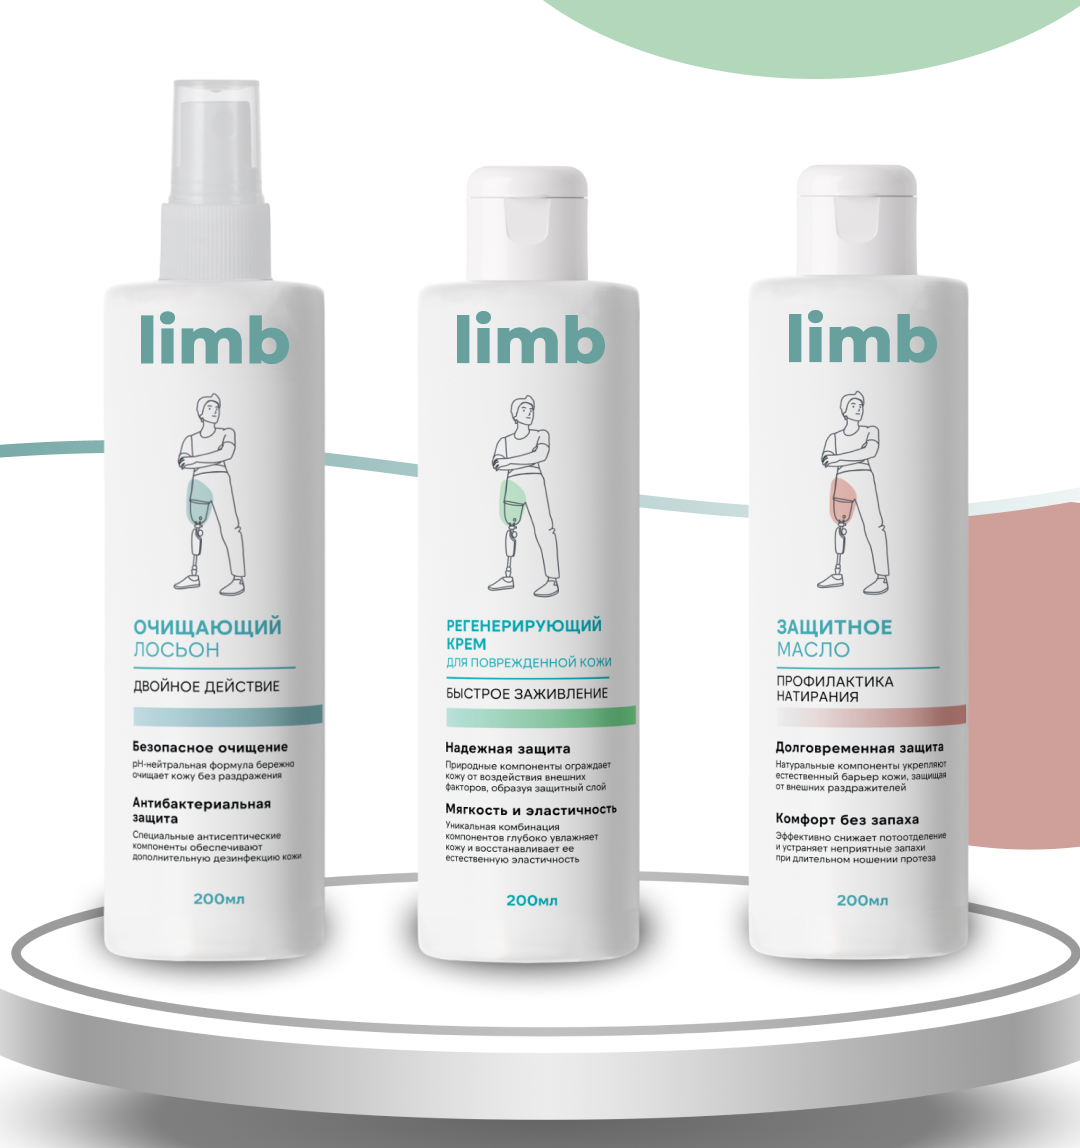 limb
ОЧИЩАЮЩИЙ
ЛОСЬОН
ДВОЙНОЕ ДЕЙСТВИЕ
Безопасное очищение
pH-нейтральная формула бережно
очищает кожу без раздражения
Антибактериальная
защита
Специальные антисептические
компоненты обеспечивают
дополнительную дезинфекцию кожи
200мл
limb
РЕГЕНЕРИРУЮЩИЙ
КРЕМ
ДЛЯ ПОВРЕЖДЕННОЙ КОЖИ
БЫСТРОЕ ЗАЖИВЛЕНИЕ
Надежная защита
Природные компоненты ограждает
кожу от воздействия внешних
факторов, образуя защитный слой
Мягкость и эластичность
Уникальная комбинация
компонентов глубоко увлажняет
кожу и восстанавливает ее
естественную эластичность
200мл
limb
ЗАЩИТНОЕ
МАСЛО
ПРОФИЛАКТИКА
НАТИРАНИЯ
Долговременная защита
Натуральные компоненты укрепляют
естественный барьер кожи, защищая
от внешних раздражителей
Комфорт без запаха
Эффективно снижает потоотделение
и устраняет неприятные запахи
при длительном ношении протеза
200мл